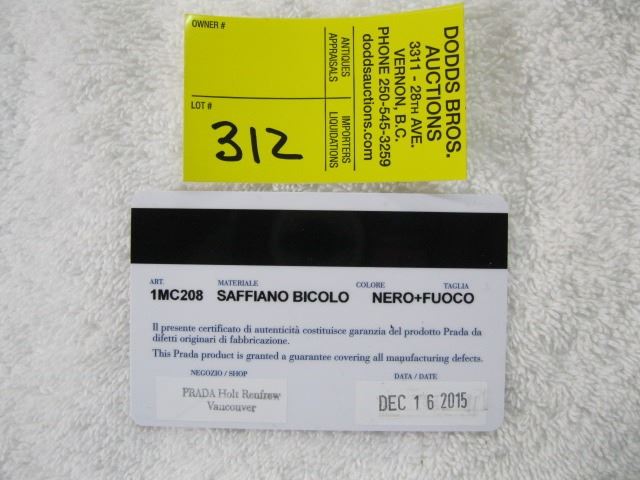 OWNER #
LOT #
312
ANTIQUES
APPRAISALS
IMPORTERS
LIQUIDATIONS
DODDS BROS.
AUCTIONS
3311 - 28TH AVE.
VERNON, B.C.
PHONE 250-545-3259
doddsauctions.com
ART. MATERIALE COLORE TAGLIA
1MC208 SAFFIANO BICOLO NERO+FUOCO
Il presente certificato di autenticità costituisce garanzia del prodotto Prada da
difetti originari di fabbricazione.
This Prada product is granted a guarantee covering all manufacturing defects.
NEGOZIO / SHOP DATA / DATE
PRADA Holt Renfrew
Vancouver
DEC 16 2015